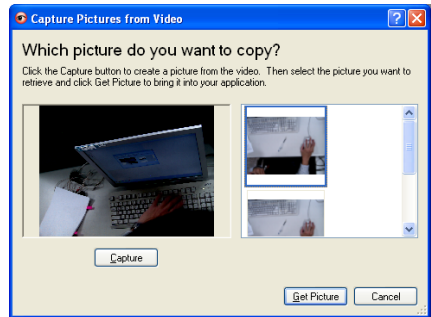 Capture Pictures from Video
Which picture do you want to copy?
Click the Capture button to create a picture from the video. Then select the picture you want to
retrieve and click Get Picture to bring it into your application.
Capture
Get Picture Cancel